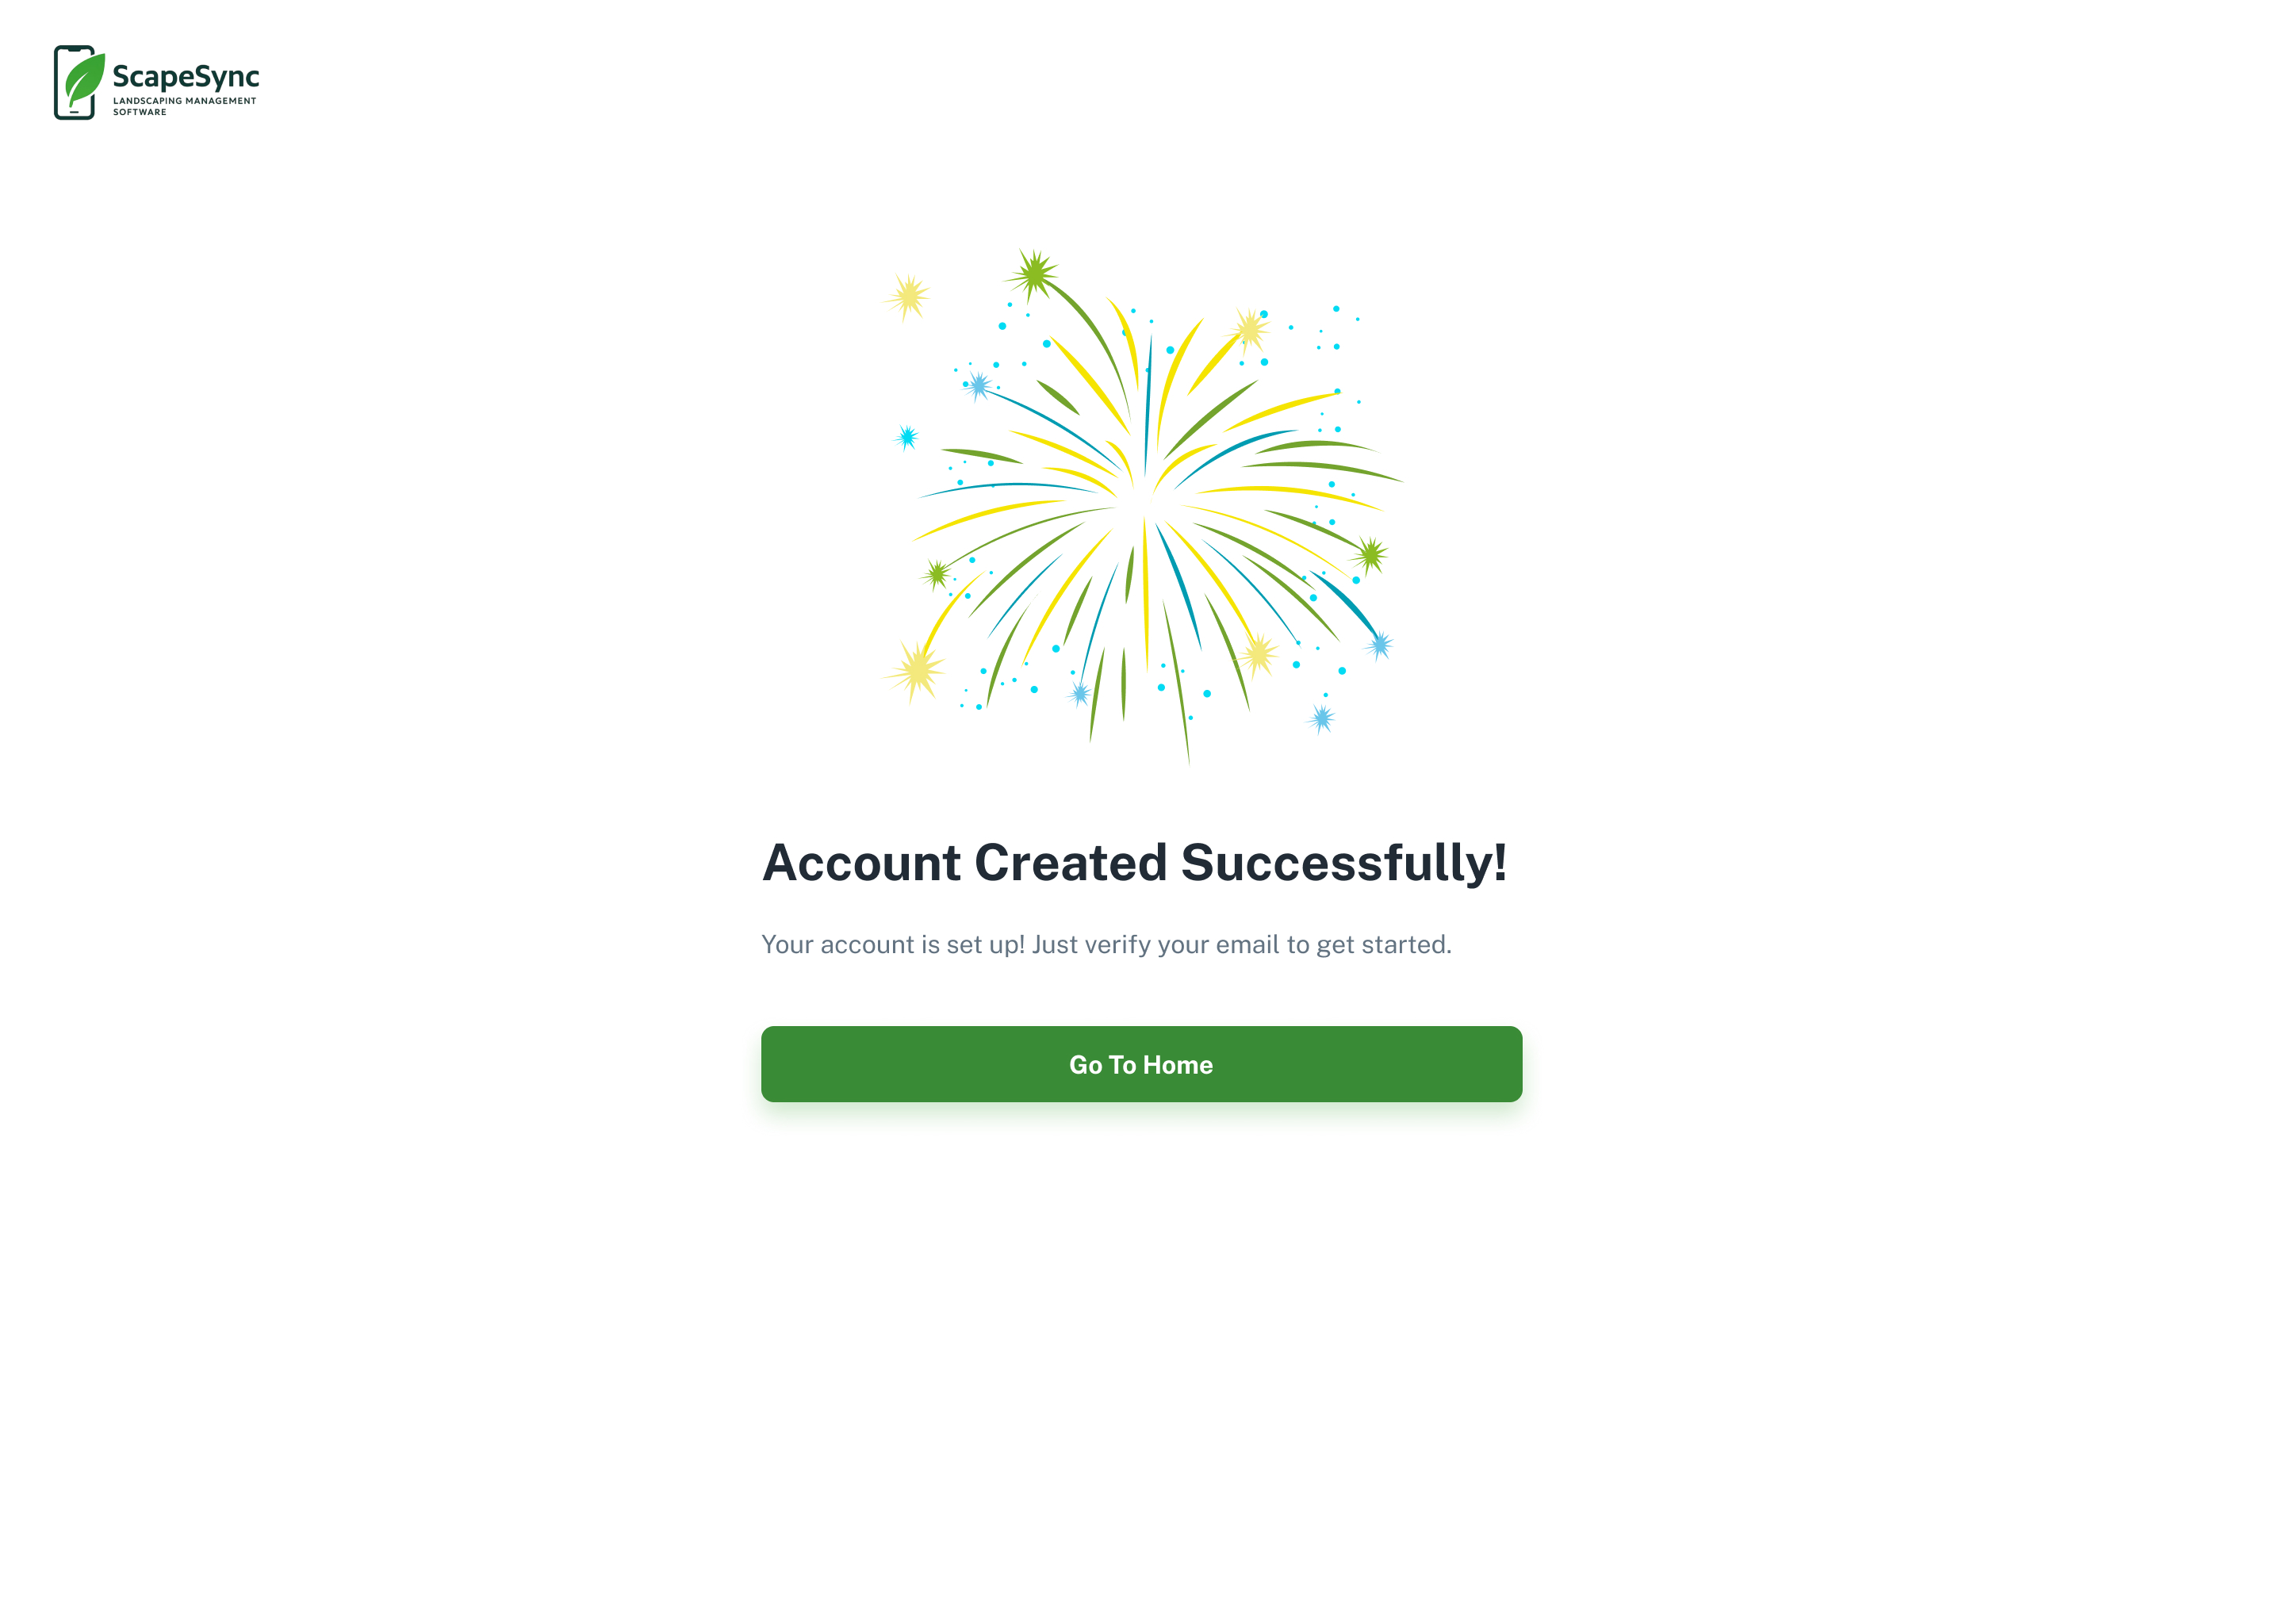 ScapeSync
LANDSCAPING MANAGEMENT
SOFTWARE
Account Created Successfully!
Your account is set up! Just verify your email to get started.
Go To Home